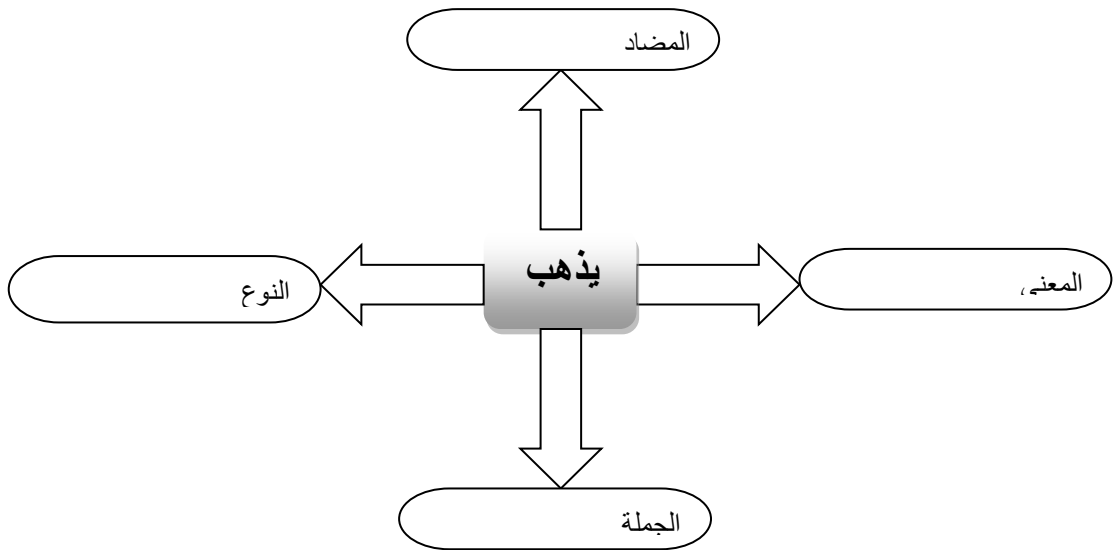 المضاد
المعنى
يذهب
النوع
الجملة